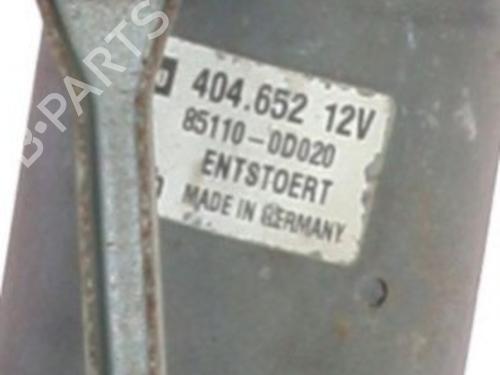 404.652 12V
85110-0D020
ENTSTOERT
MADE IN GERMANY
B-PARTS